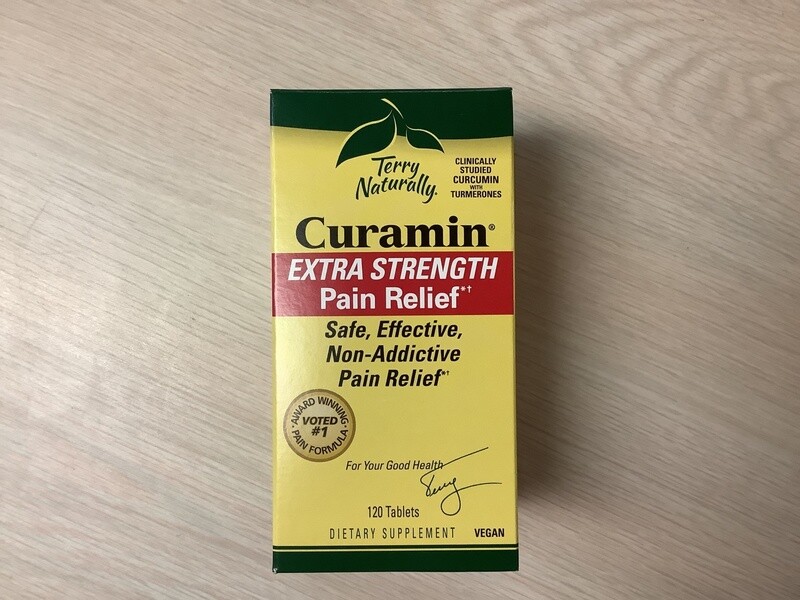 Terry
Naturally.
CLINICALLY
STUDIED
CURCUMIN
WITH
TURMERONES
Curamin®
EXTRA STRENGTH
Pain Relief*†
Safe, Effective,
Non-Addictive
Pain Relief*†
AWARD WINNING
VOTED
#1
PAIN FORMULA
For Your Good Health
Terry
120 Tablets
DIETARY SUPPLEMENT
VEGAN